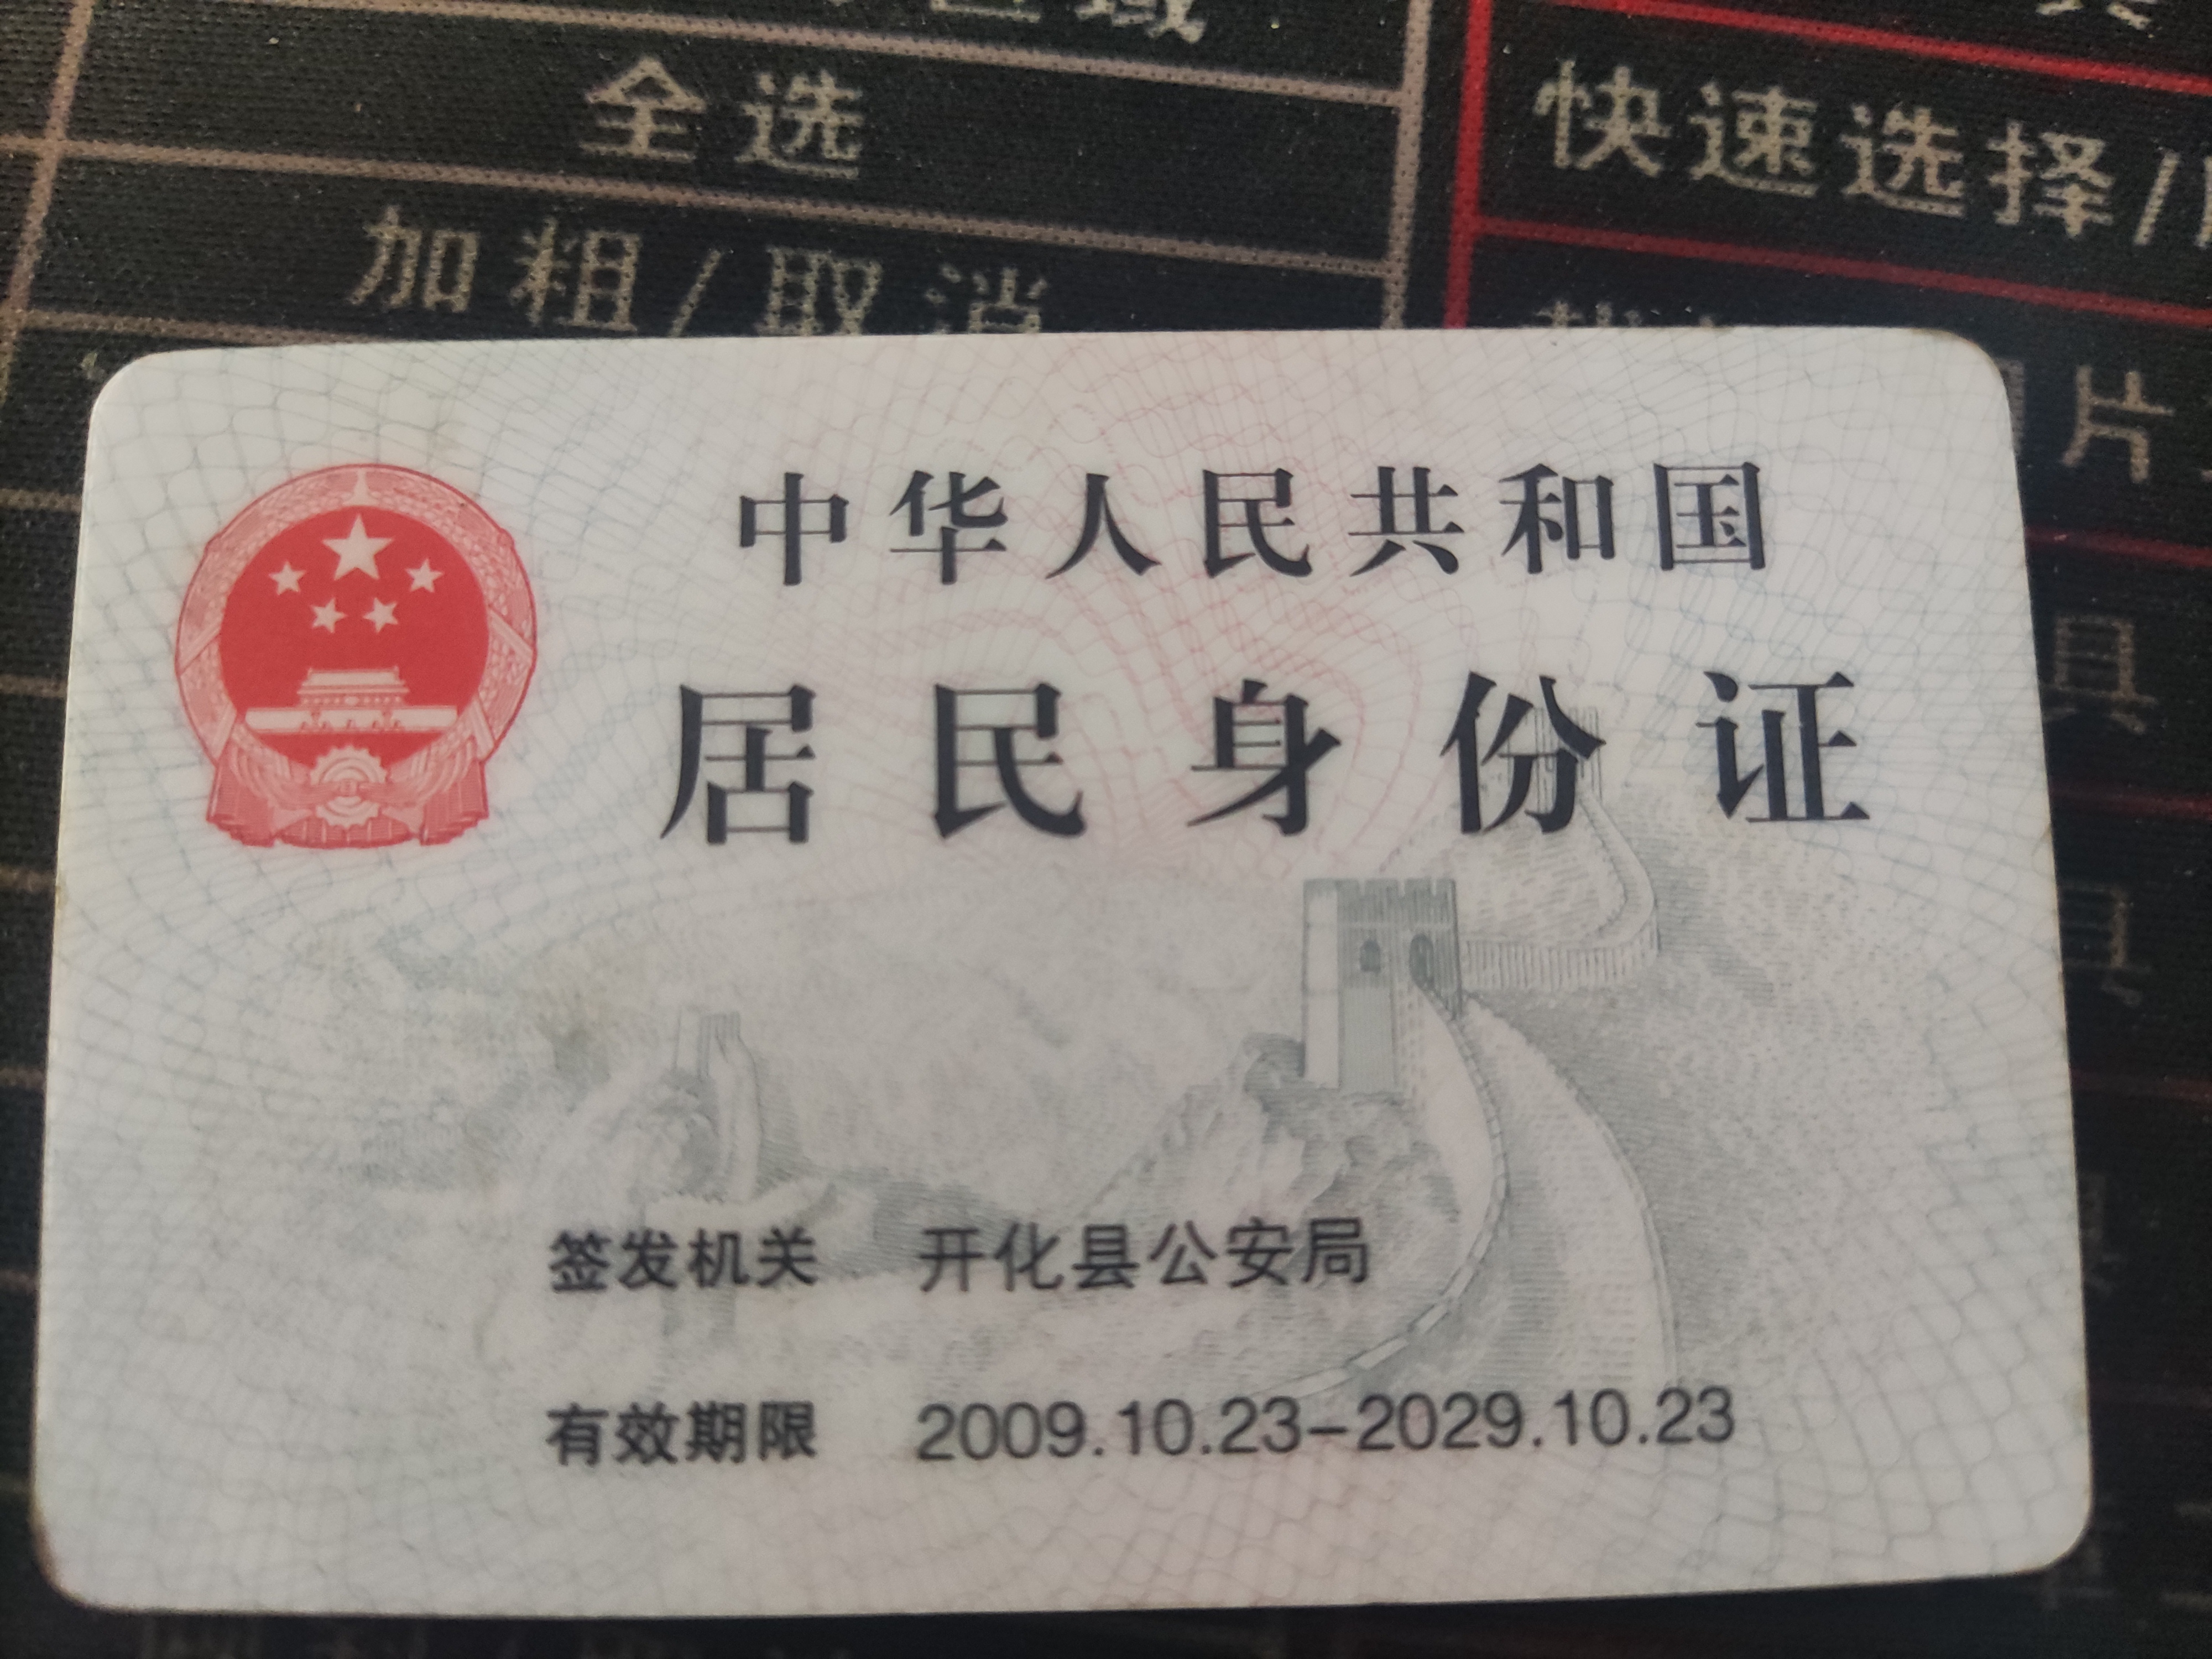 全选
快速选择/
加粗/取消
片
具
中华人民共和国
居民身份证
签发机关 开化县公安局
有效期限 2009.10.23-2029.10.23